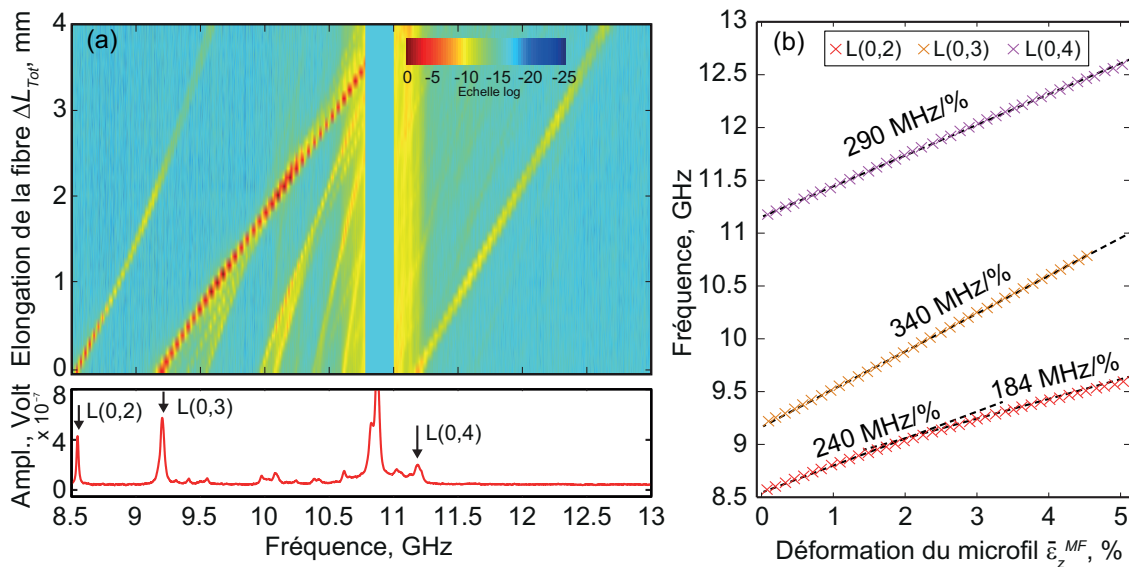 (a)
Elongation de la fibre ΔL_Tot, mm
4
3
2
1
0
0 -5 -10 -15 -20 -25
Echelle log
Ampl., Volt
x 10⁻⁷
8
4
0
L(0,2)
L(0,3)
L(0,4)
8.5 9 9.5 10 10.5 11 11.5 12 12.5 13
Fréquence, GHz
(b)
L(0,2) L(0,3) L(0,4)
Fréquence, GHz
13
12.5
12
11.5
11
10.5
10
9.5
9
8.5
290 MHz/%
340 MHz/%
184 MHz/%
240 MHz/%
0 1 2 3 4 5
Déformation du microfil ε̄_z^MF, %